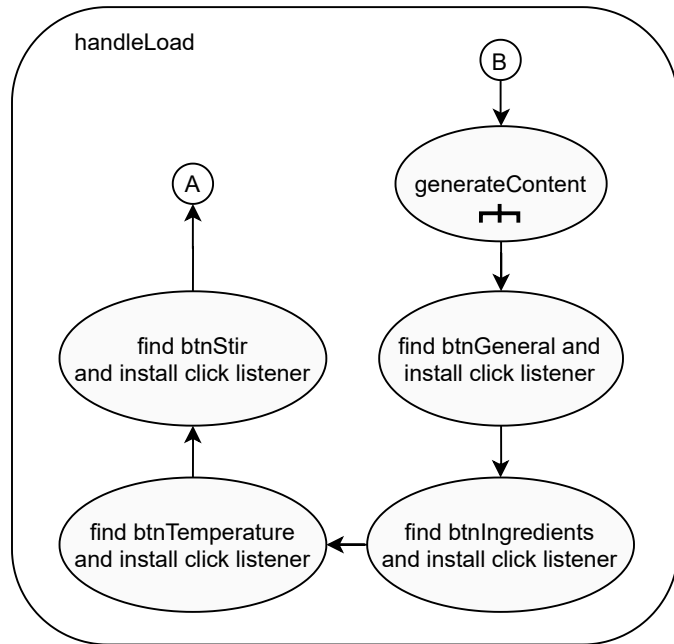 handleLoad
B
generateContent
find btnGeneral and
install click listener
find btnIngredients
and install click listener
find btnTemperature
and install click listener
find btnStir
and install click listener
A